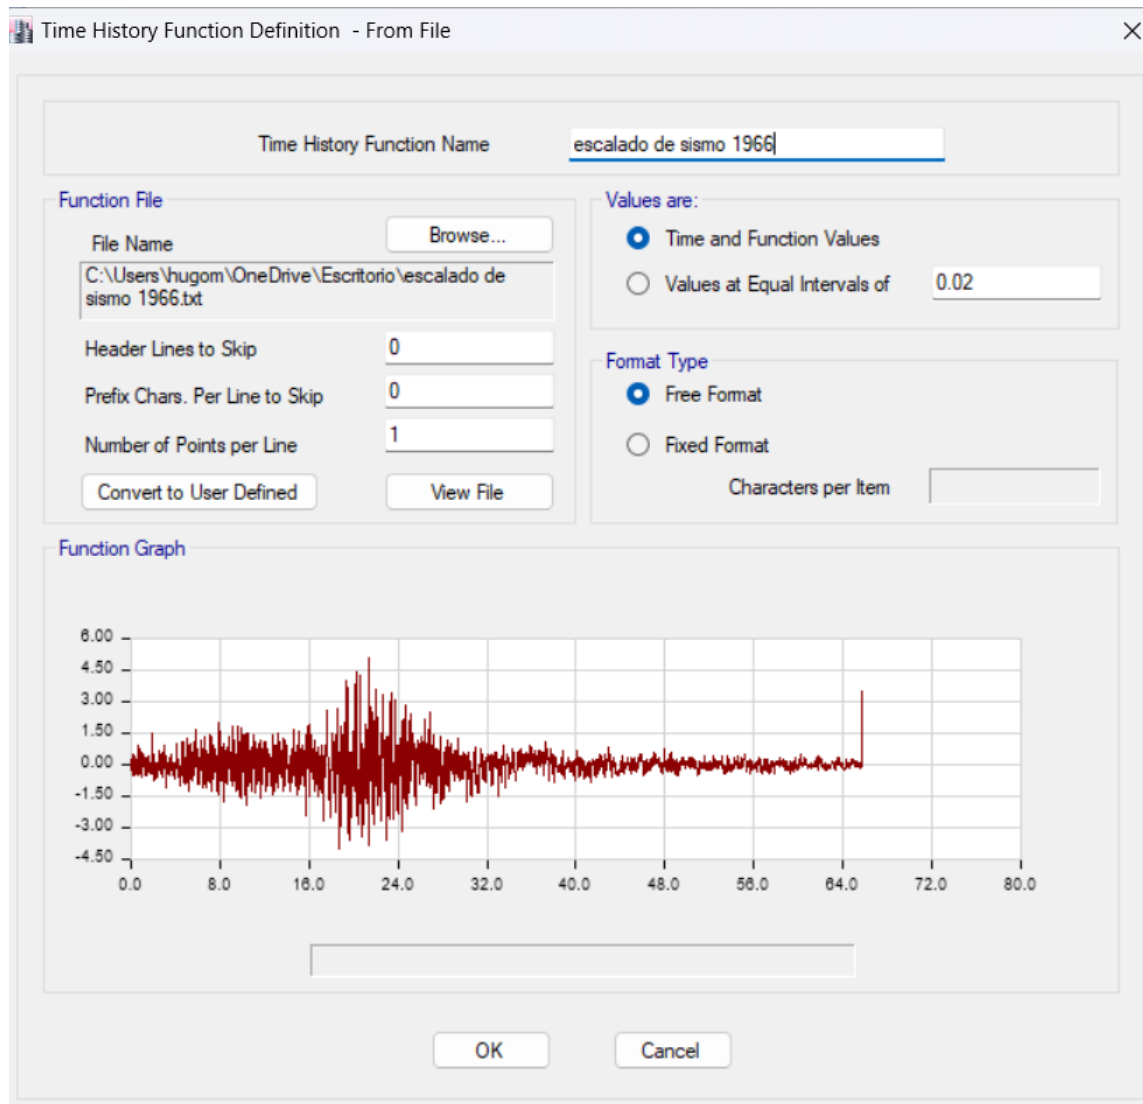 Time History Function Definition - From File
Time History Function Name
escalado de sismo 1966
Function File
File Name
Browse...
C:\Users\hugom\OneDrive\Escritorio\escalado de
sismo 1966.txt
Header Lines to Skip
0
Prefix Chars. Per Line to Skip
0
Number of Points per Line
1
Convert to User Defined
View File
Values are:
Time and Function Values
Values at Equal Intervals of
0.02
Format Type
Free Format
Fixed Format
Characters per Item
Function Graph
6.00
4.50
3.00
1.50
0.00
-1.50
-3.00
-4.50
0.0 8.0 16.0 24.0 32.0 40.0 48.0 56.0 64.0 72.0 80.0
OK
Cancel